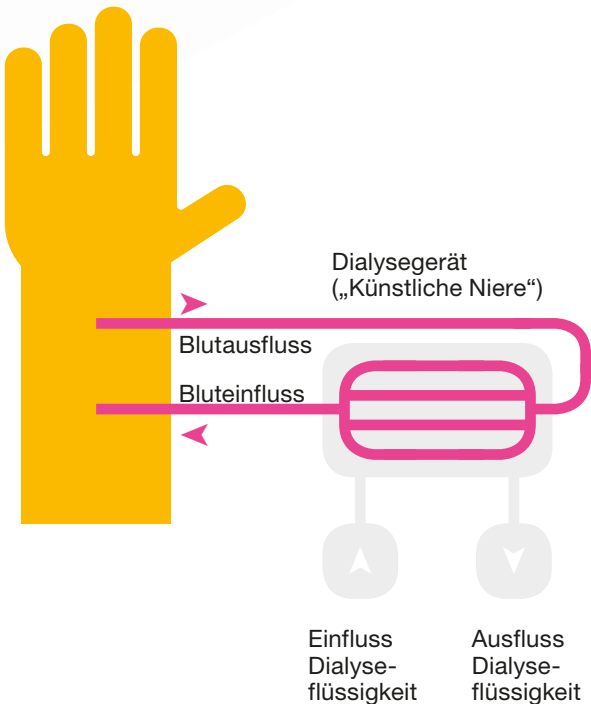 Dialysegerät
(„Künstliche Niere“)
Blutausfluss
Bluteinfluss
Einfluss
Dialyse-
flüssigkeit
Ausfluss
Dialyse-
flüssigkeit